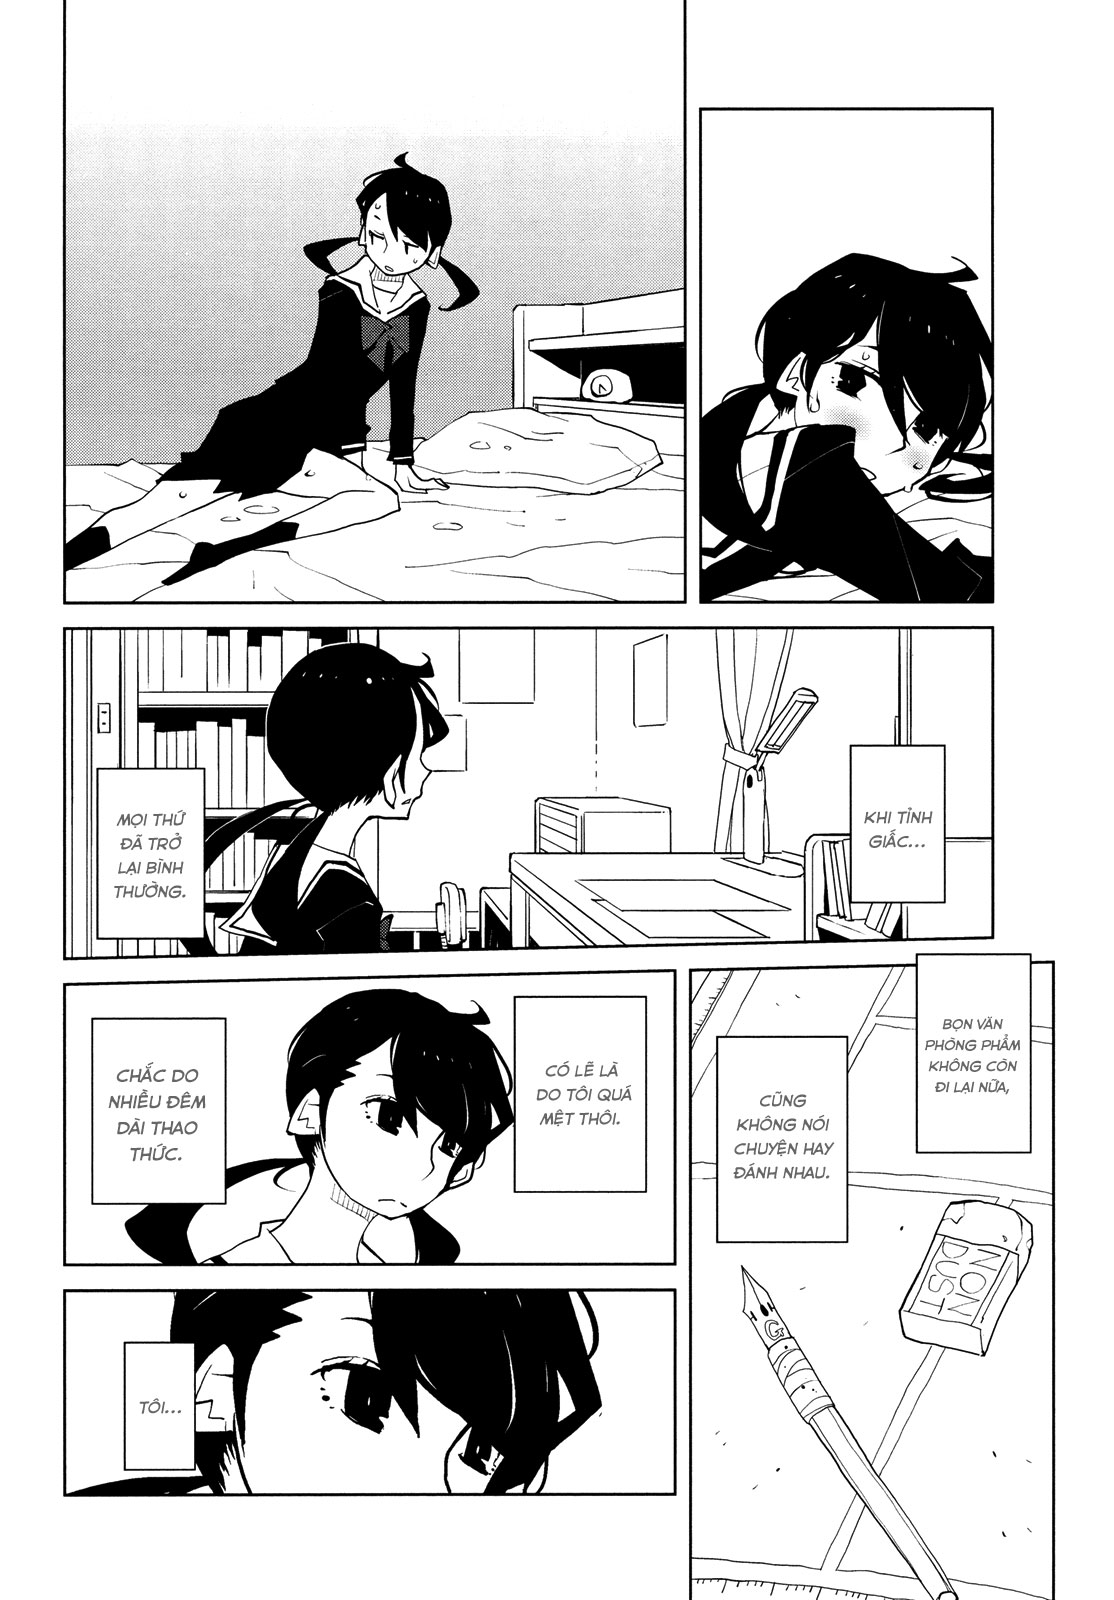 KHI TỈNH
GIẤC...
MỌI THỨ
ĐÃ TRỞ
LẠI BÌNH
THƯỜNG.
BỌN VĂN
PHÒNG PHẨM
KHÔNG CÒN
ĐI LẠI NỮA,
CŨNG
KHÔNG NÓI
CHUYỆN HAY
ĐÁNH NHAU.
NON
DUST
G
CÓ LẼ LÀ
DO TÔI QUÁ
MỆT THÔI.
CHẮC DO
NHIỀU ĐÊM
DÀI THAO
THỨC.
TÔI...